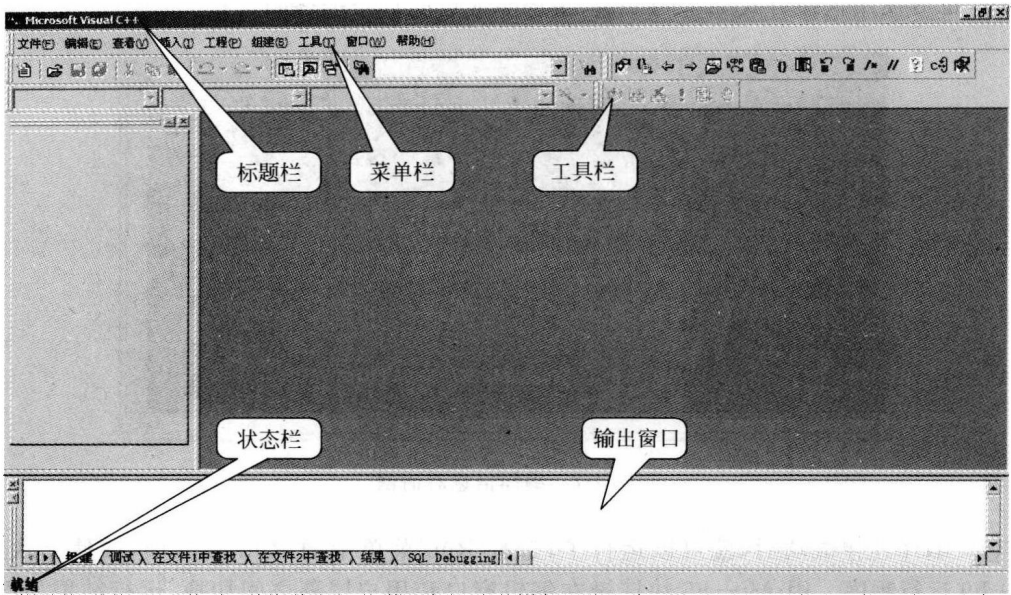 Microsoft Visual C++
文件(F) 编辑(E) 查看(V) 插入(I) 工程(P) 组建(B) 工具(T) 窗口(W) 帮助(H)
标题栏
菜单栏
工具栏
状态栏
输出窗口
组建 调试 在文件1中查找 在文件2中查找 结果 SQL Debugging
就绪